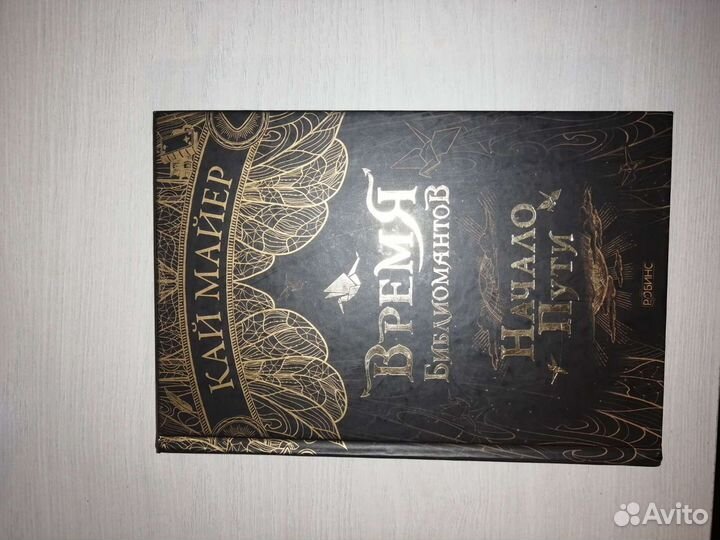 КАЙ МАЙЕР
ВРЕМЯ
БИБЛИОМАНТОВ
НАЧАЛО
ПУТИ
РОБИНС
Avito